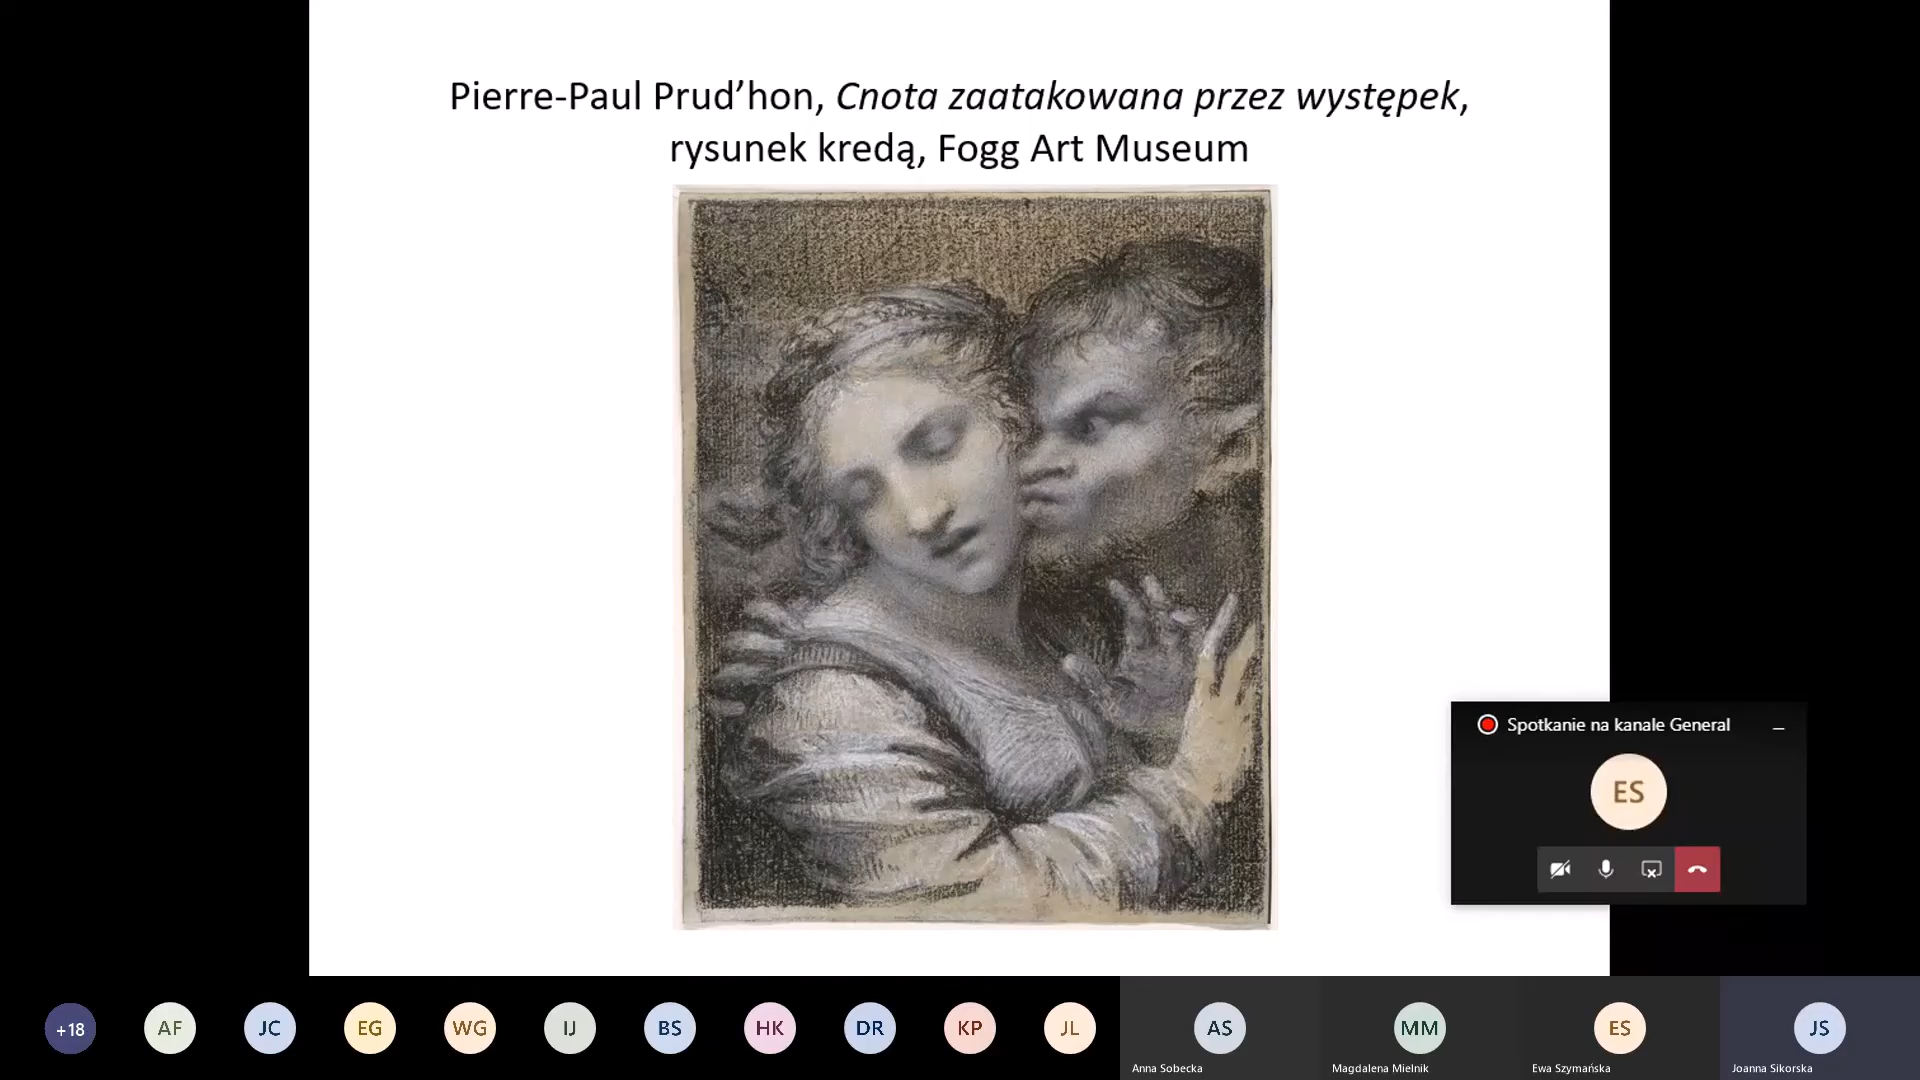 Pierre-Paul Prud’hon, Cnota zaatakowana przez występek,
rysunek kredą, Fogg Art Museum
Spotkanie na kanale General
ES
+18
AF
JC
EG
WG
IJ
BS
HK
DR
KP
JL
AS
Anna Sobecka
MM
Magdalena Mielnik
ES
Ewa Szymańska
JS
Joanna Sikorska